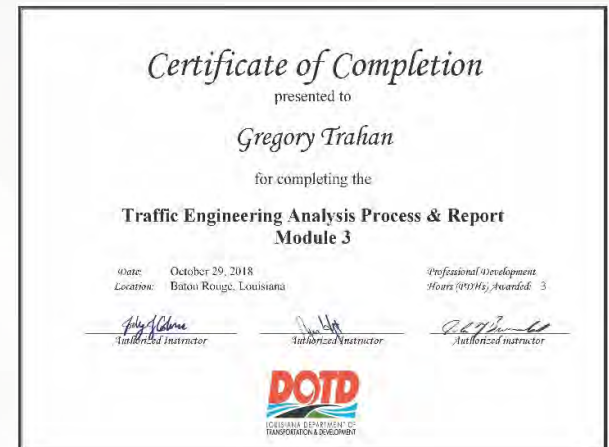 Certificate of Completion
presented to
Gregory Trahan
for completing the
Traffic Engineering Analysis Process & Report
Module 3
Date: October 29, 2018
Location: Baton Rouge, Louisiana
Professional Development
Hours (PDHs) Awarded: 3
Authorized Instructor
Authorized Instructor
Authorized instructor
DOTD
LOUISIANA DEPARTMENT OF
TRANSPORTATION & DEVELOPMENT